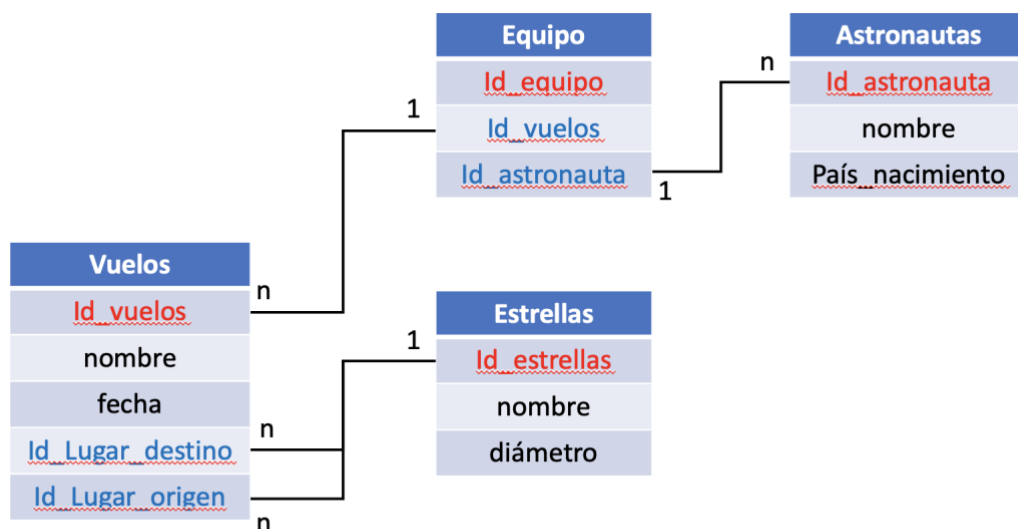 Equipo
Id_equipo
Id_vuelos
Id_astronauta
1
1
n
Astronautas
Id_astronauta
nombre
País_nacimiento
Vuelos
Id_vuelos
nombre
fecha
Id_Lugar_destino
Id_Lugar_origen
n
n
n
1
Estrellas
Id_estrellas
nombre
diámetro